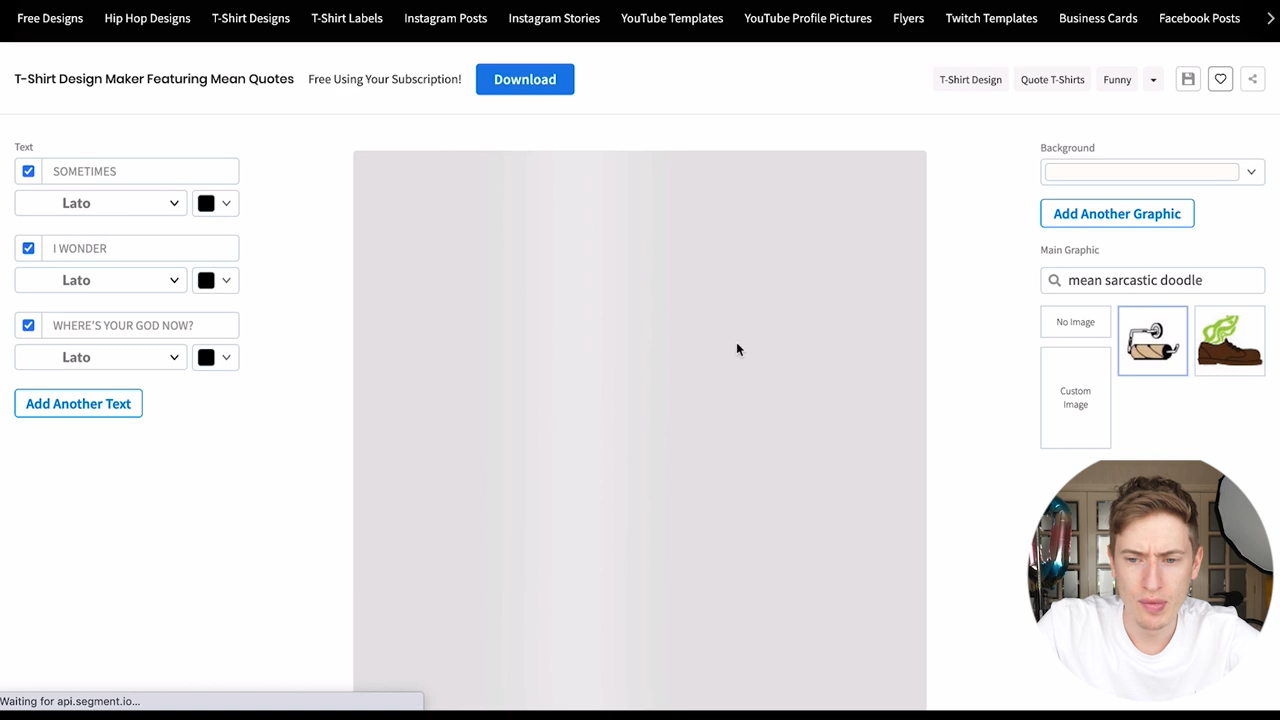 Free Designs Hip Hop Designs T-Shirt Designs T-Shirt Labels Instagram Posts Instagram Stories YouTube Templates YouTube Profile Pictures Flyers Twitch Templates Business Cards Facebook Posts
T-Shirt Design Maker Featuring Mean Quotes Free Using Your Subscription! Download T-Shirt Design Quote T-Shirts Funny
Text
SOMETIMES
Lato
I WONDER
Lato
WHERE'S YOUR GOD NOW?
Lato
Add Another Text
Background
Add Another Graphic
Main Graphic
mean sarcastic doodle
No Image
Custom
Image
Waiting for api.segment.io...